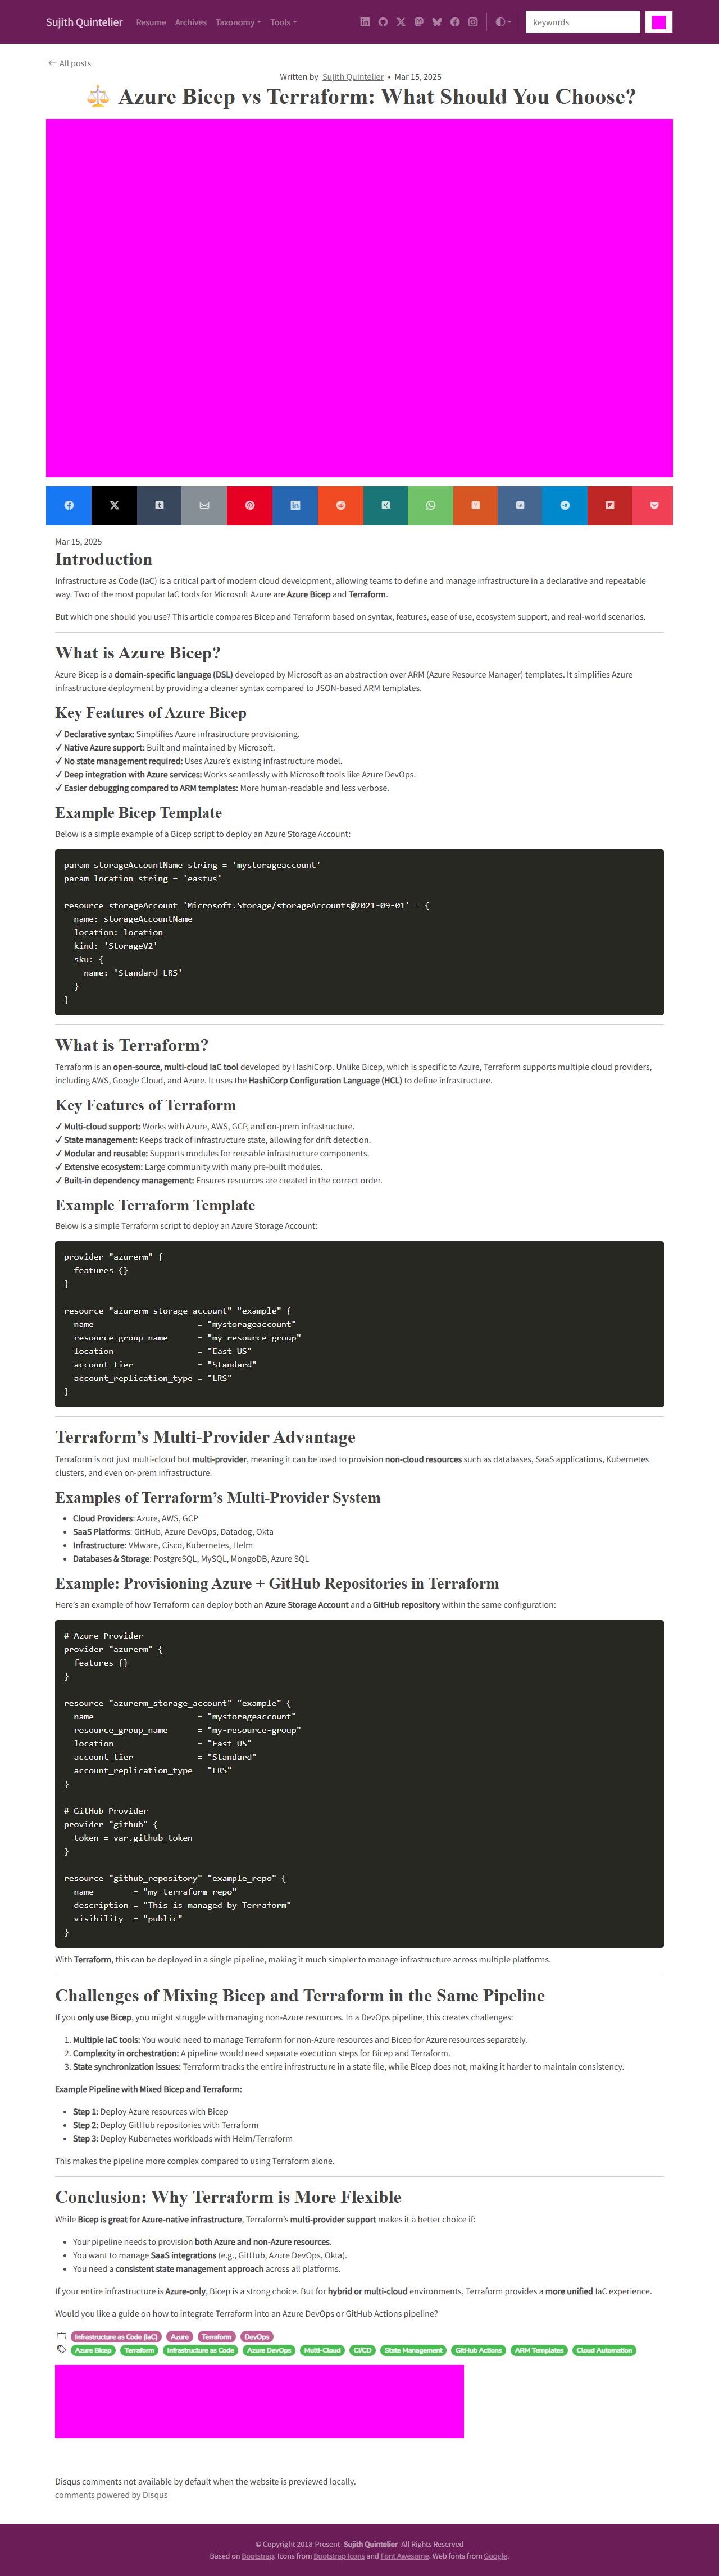 Sujith Quintelier Resume Archives Taxonomy Tools keywords
All posts
Written by Sujith Quintelier • Mar 15, 2025
⚖️ Azure Bicep vs Terraform: What Should You Choose?
Mar 15, 2025
Introduction
Infrastructure as Code (IaC) is a critical part of modern cloud development, allowing teams to define and manage infrastructure in a declarative and repeatable
way. Two of the most popular IaC tools for Microsoft Azure are Azure Bicep and Terraform.
But which one should you use? This article compares Bicep and Terraform based on syntax, features, ease of use, ecosystem support, and real-world scenarios.
What is Azure Bicep?
Azure Bicep is a domain-specific language (DSL) developed by Microsoft as an abstraction over ARM (Azure Resource Manager) templates. It simplifies Azure
infrastructure deployment by providing a cleaner syntax compared to JSON-based ARM templates.
Key Features of Azure Bicep
✓ Declarative syntax: Simplifies Azure infrastructure provisioning.
✓ Native Azure support: Built and maintained by Microsoft.
✓ No state management required: Uses Azure's existing infrastructure model.
✓ Deep integration with Azure services: Works seamlessly with Microsoft tools like Azure DevOps.
✓ Easier debugging compared to ARM templates: More human-readable and less verbose.
Example Bicep Template
Below is a simple example of a Bicep script to deploy an Azure Storage Account:
param storageAccountName string = 'mystorageaccount'
param location string = 'eastus'
resource storageAccount 'Microsoft.Storage/storageAccounts@2021-09-01' = {
  name: storageAccountName
  location: location
  kind: 'StorageV2'
  sku: {
    name: 'Standard_LRS'
  }
}
What is Terraform?
Terraform is an open-source, multi-cloud IaC tool developed by HashiCorp. Unlike Bicep, which is specific to Azure, Terraform supports multiple cloud providers,
including AWS, Google Cloud, and Azure. It uses the HashiCorp Configuration Language (HCL) to define infrastructure.
Key Features of Terraform
✓ Multi-cloud support: Works with Azure, AWS, GCP, and on-prem infrastructure.
✓ State management: Keeps track of infrastructure state, allowing for drift detection.
✓ Modular and reusable: Supports modules for reusable infrastructure components.
✓ Extensive ecosystem: Large community with many pre-built modules.
✓ Built-in dependency management: Ensures resources are created in the correct order.
Example Terraform Template
Below is a simple Terraform script to deploy an Azure Storage Account:
provider "azurerm" {
  features {}
}
resource "azurerm_storage_account" "example" {
  name                     = "mystorageaccount"
  resource_group_name      = "my-resource-group"
  location                 = "East US"
  account_tier             = "Standard"
  account_replication_type = "LRS"
}
Terraform's Multi-Provider Advantage
Terraform is not just multi-cloud but multi-provider, meaning it can be used to provision non-cloud resources such as databases, SaaS applications, Kubernetes
clusters, and even on-prem infrastructure.
Examples of Terraform's Multi-Provider System
• Cloud Providers: Azure, AWS, GCP
• SaaS Platforms: GitHub, Azure DevOps, Datadog, Okta
• Infrastructure: VMware, Cisco, Kubernetes, Helm
• Databases & Storage: PostgreSQL, MySQL, MongoDB, Azure SQL
Example: Provisioning Azure + GitHub Repositories in Terraform
Here's an example of how Terraform can deploy both an Azure Storage Account and a GitHub repository within the same configuration:
# Azure Provider
provider "azurerm" {
  features {}
}
resource "azurerm_storage_account" "example" {
  name                     = "mystorageaccount"
  resource_group_name      = "my-resource-group"
  location                 = "East US"
  account_tier             = "Standard"
  account_replication_type = "LRS"
}
# GitHub Provider
provider "github" {
  token = var.github_token
}
resource "github_repository" "example_repo" {
  name        = "my-terraform-repo"
  description = "This is managed by Terraform"
  visibility  = "public"
}
With Terraform, this can be deployed in a single pipeline, making it much simpler to manage infrastructure across multiple platforms.
Challenges of Mixing Bicep and Terraform in the Same Pipeline
If you only use Bicep, you might struggle with managing non-Azure resources. In a DevOps pipeline, this creates challenges:
1. Multiple IaC tools: You would need to manage Terraform for non-Azure resources and Bicep for Azure resources separately.
2. Complexity in orchestration: A pipeline would need separate execution steps for Bicep and Terraform.
3. State synchronization issues: Terraform tracks the entire infrastructure in a state file, while Bicep does not, making it harder to maintain consistency.
Example Pipeline with Mixed Bicep and Terraform:
• Step 1: Deploy Azure resources with Bicep
• Step 2: Deploy GitHub repositories with Terraform
• Step 3: Deploy Kubernetes workloads with Helm/Terraform
This makes the pipeline more complex compared to using Terraform alone.
Conclusion: Why Terraform is More Flexible
While Bicep is great for Azure-native infrastructure, Terraform's multi-provider support makes it a better choice if:
• Your pipeline needs to provision both Azure and non-Azure resources.
• You want to manage SaaS integrations (e.g., GitHub, Azure DevOps, Okta).
• You need a consistent state management approach across all platforms.
If your entire infrastructure is Azure-only, Bicep is a strong choice. But for hybrid or multi-cloud environments, Terraform provides a more unified IaC experience.
Would you like a guide on how to integrate Terraform into an Azure DevOps or GitHub Actions pipeline?
Infrastructure as Code (IaC) Azure Terraform DevOps
Azure Bicep Terraform Infrastructure as Code Azure DevOps Multi-Cloud CI/CD State Management GitHub Actions ARM Templates Cloud Automation
Disqus comments not available by default when the website is previewed locally.
comments powered by Disqus
© Copyright 2018-Present Sujith Quintelier All Rights Reserved
Based on Bootstrap. Icons from Bootstrap Icons and Font Awesome. Web fonts from Google.